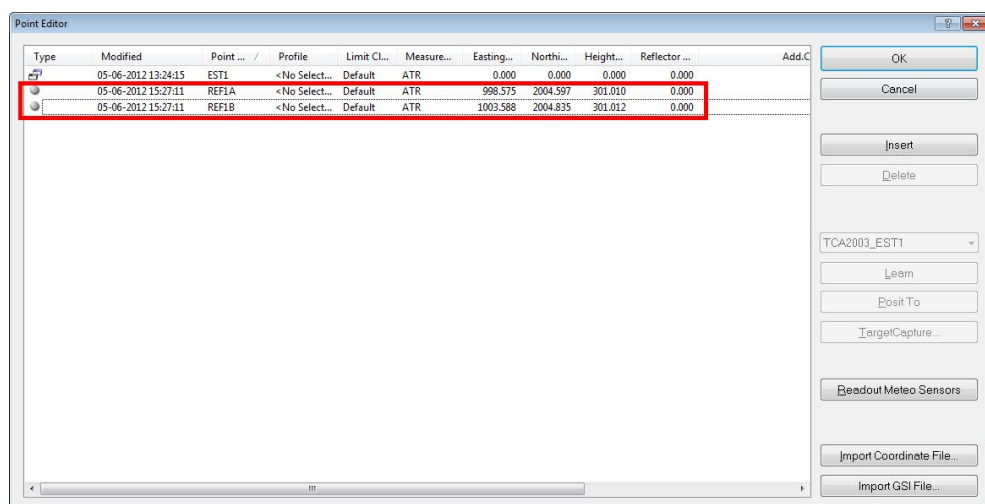 Point Editor
Type Modified Point ... Profile Limit Cl... Measure... Easting... Northi... Height... Reflector ... Add.C
05-06-2012 13:24:15 EST1 <No Select... Default ATR 0.000 0.000 0.000 0.000
05-06-2012 15:27:11 REF1A <No Select... Default ATR 998.575 2004.597 301.010 0.000
05-06-2012 15:27:11 REF1B <No Select... Default ATR 1003.588 2004.835 301.012 0.000
OK
Cancel
Insert
Delete
TCA2003_EST1
Learn
Posit To
TargetCapture...
Readout Meteo Sensors
Import Coordinate File...
Import GSI File...